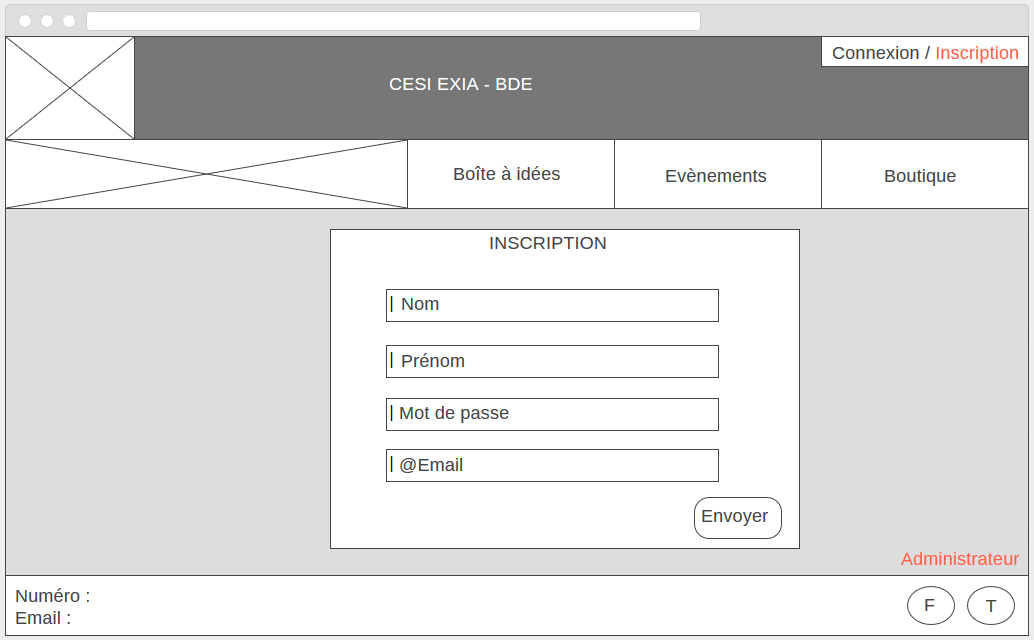 Connexion / Inscription
CESI EXIA - BDE
Boîte à idées
Evènements
Boutique
INSCRIPTION
Nom
Prénom
Mot de passe
@Email
Envoyer
Administrateur
Numéro :
Email :
F
T